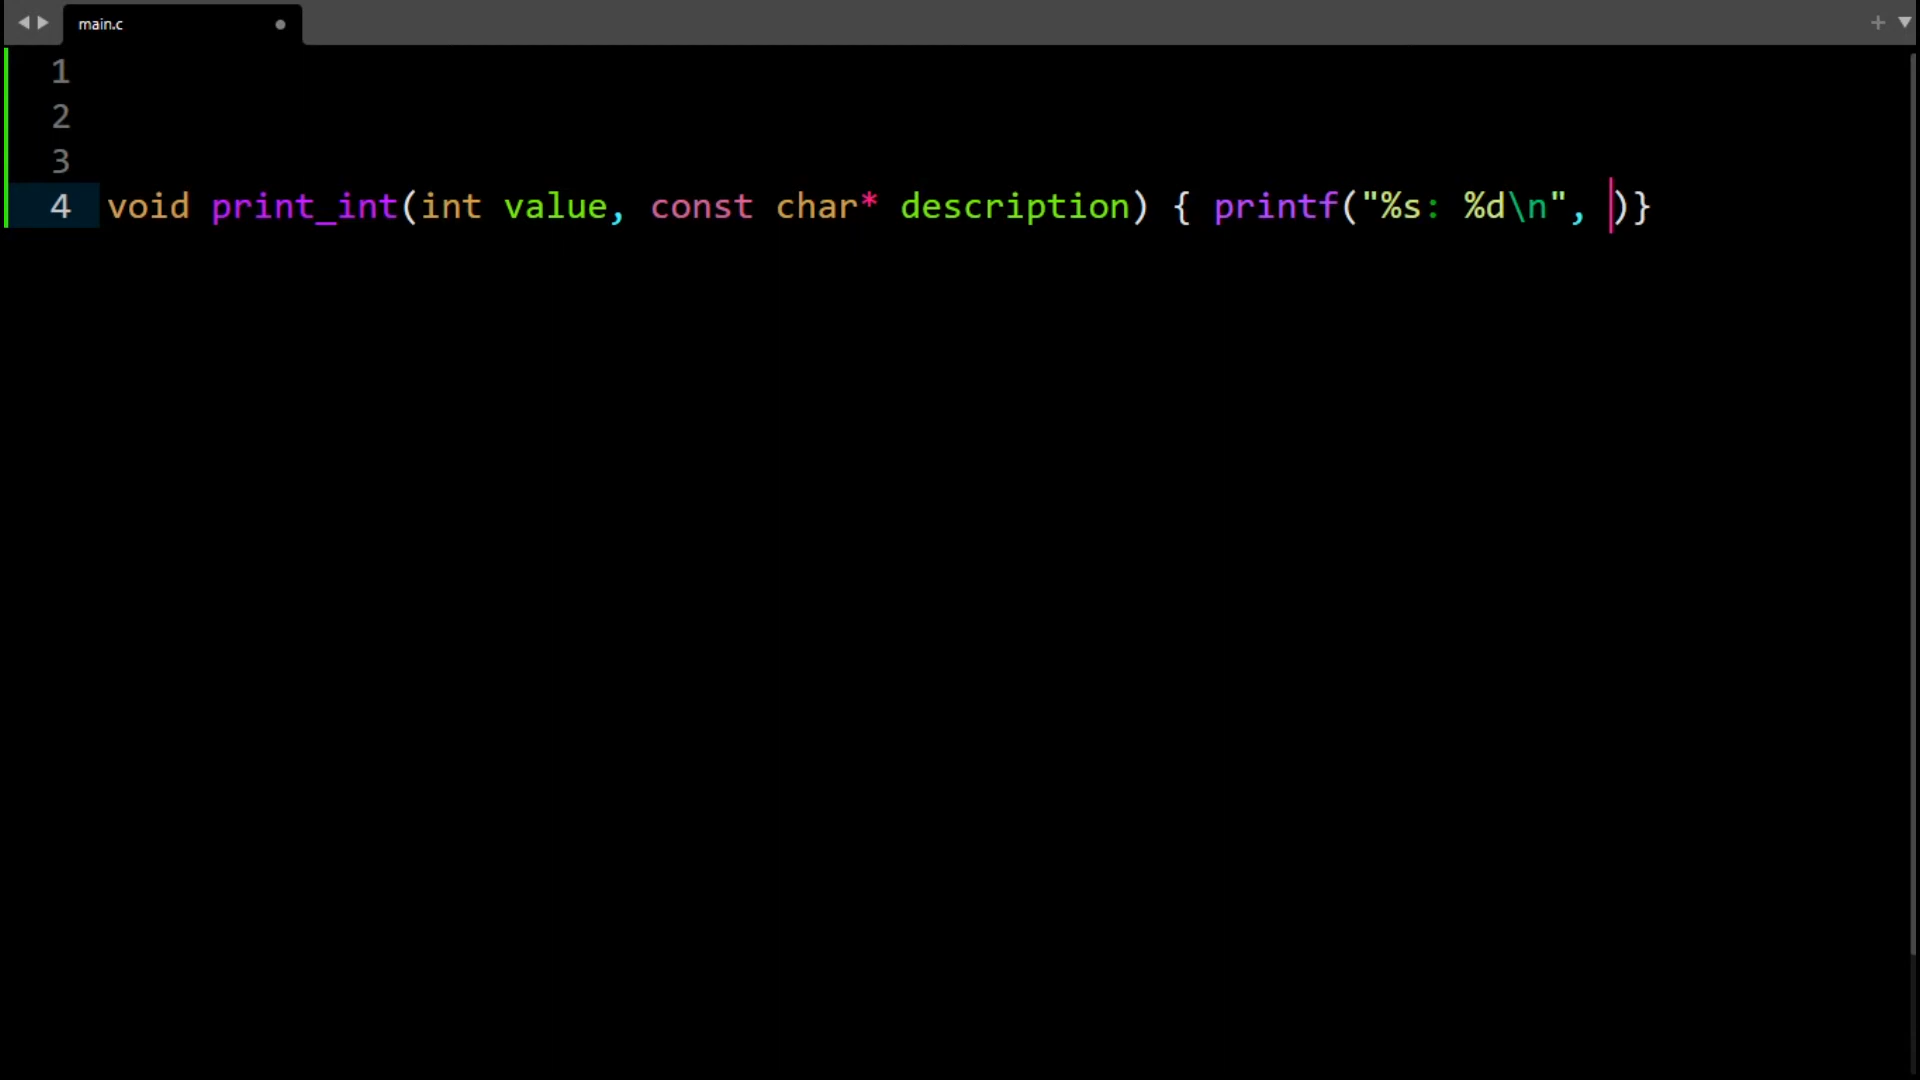 main.c
1
2
3
4 void print_int(int value, const char* description) { printf("%s: %d\n", )}